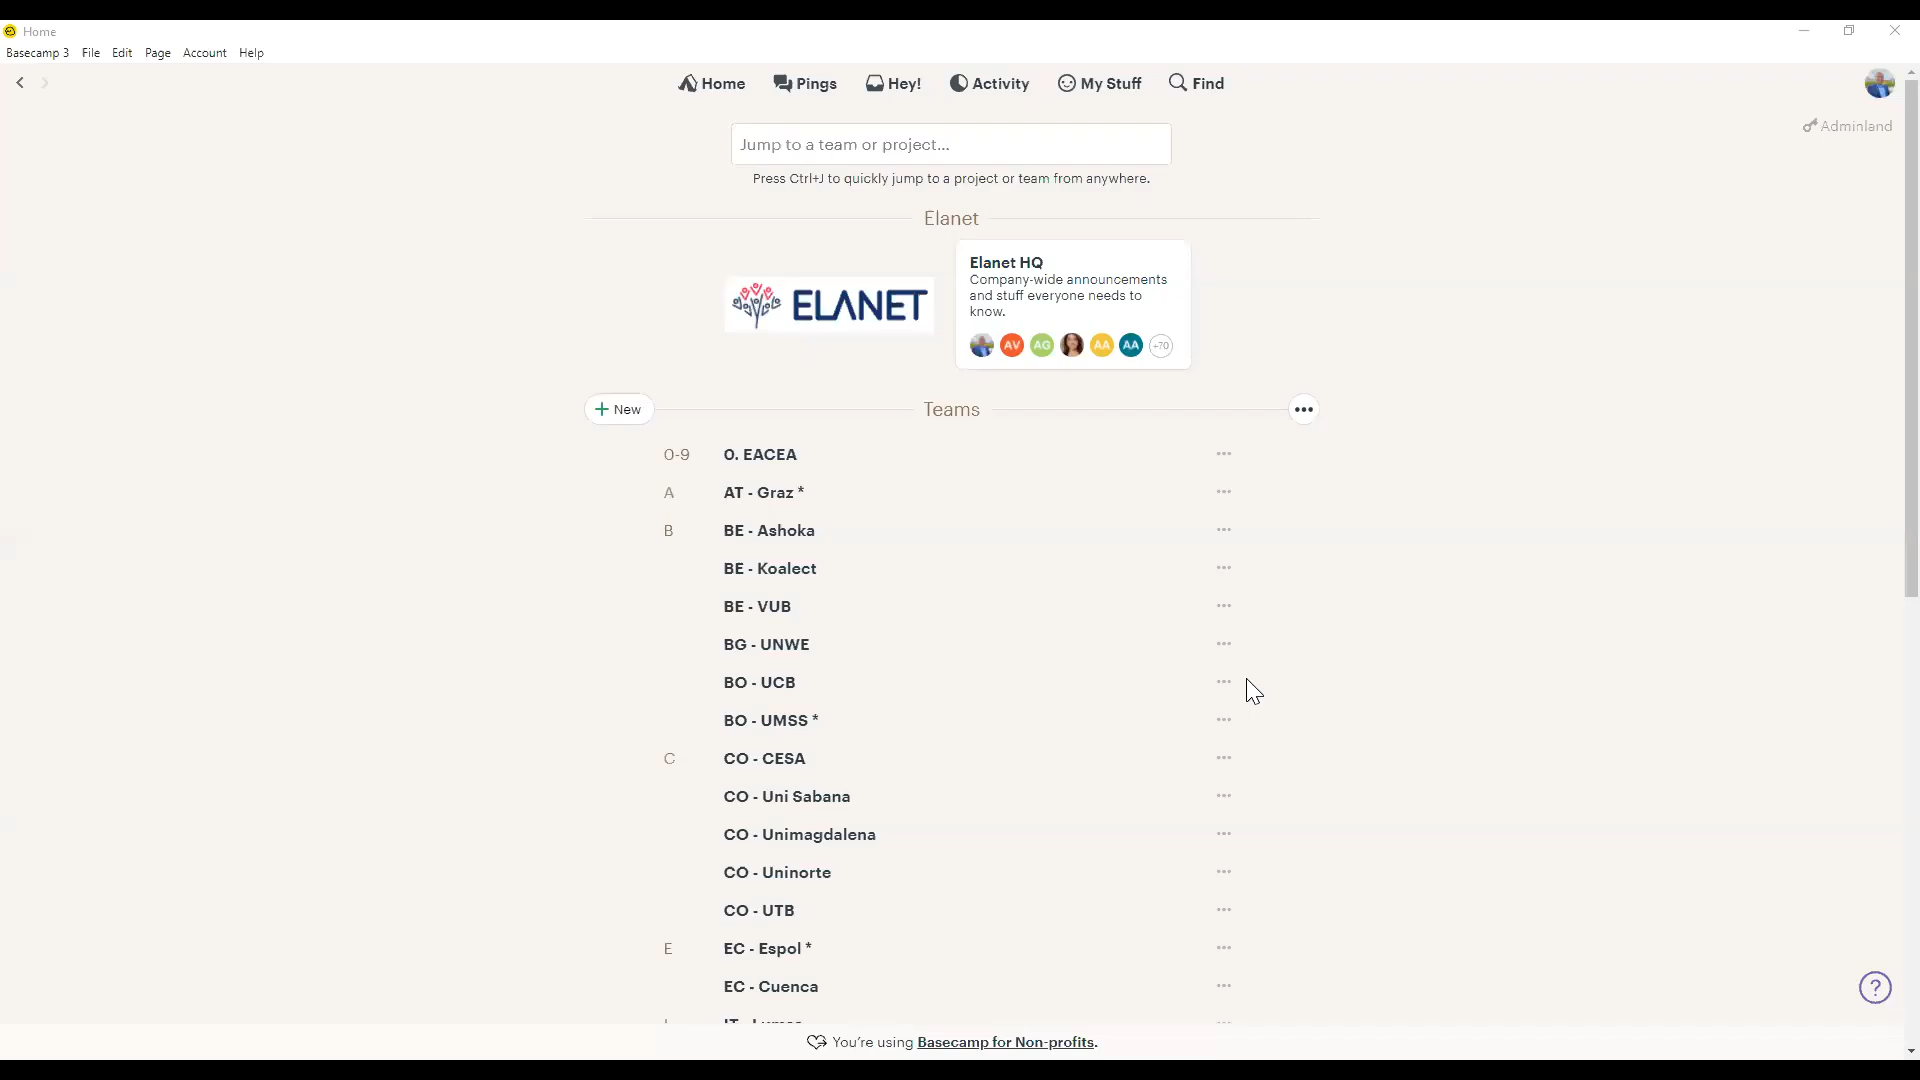 Home
Basecamp 3 File Edit Page Account Help
Home Pings Hey! Activity My Stuff Find
Adminland
Jump to a team or project...
Press Ctrl+J to quickly jump to a project or team from anywhere.
Elanet
ELANET
Elanet HQ
Company-wide announcements
and stuff everyone needs to
know.
AV AG AA AA +70
New
Teams
0-9 0. EACEA
A AT - Graz *
B BE - Ashoka
BE - Koalect
BE - VUB
BG - UNWE
BO - UCB
BO - UMSS *
C CO - CESA
CO - Uni Sabana
CO - Unimagdalena
CO - Uninorte
CO - UTB
E EC - Espol *
EC - Cuenca
?
You're using Basecamp for Non-profits.